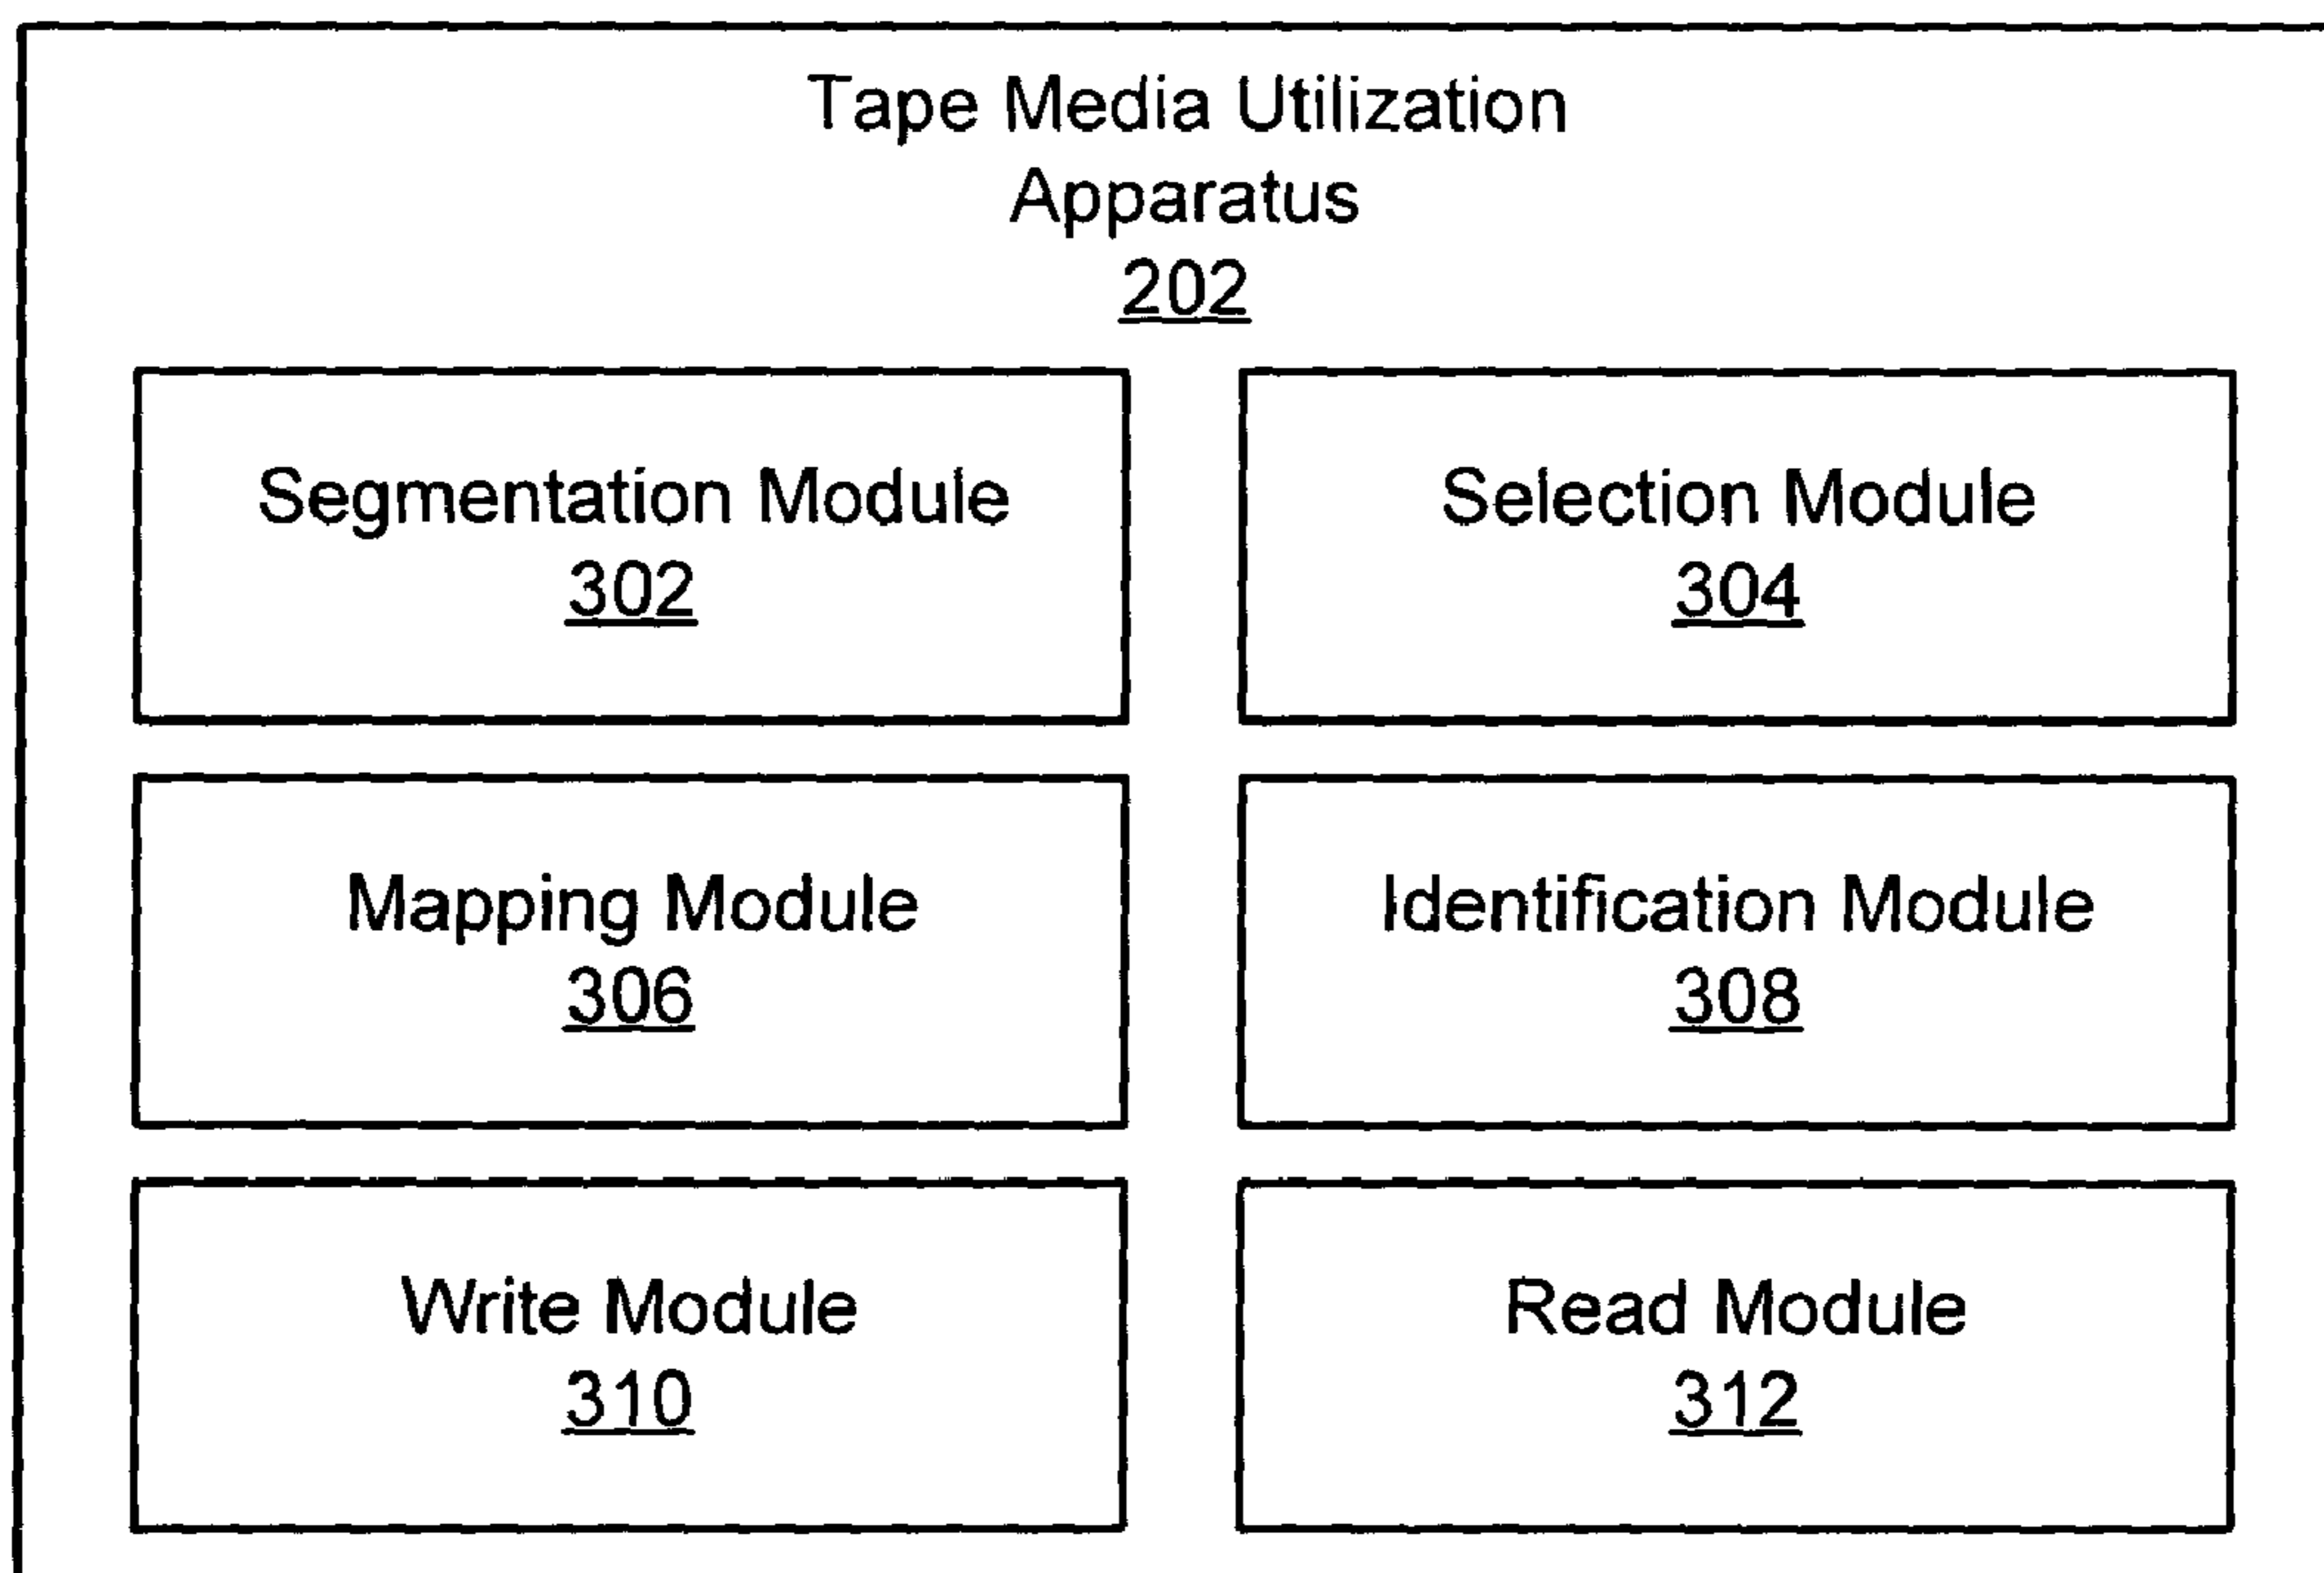 Tape Media Utilization
Apparatus
202
Segmentation Module
302
Selection Module
304
Mapping Module
306
Identification Module
308
Write Module
310
Read Module
312